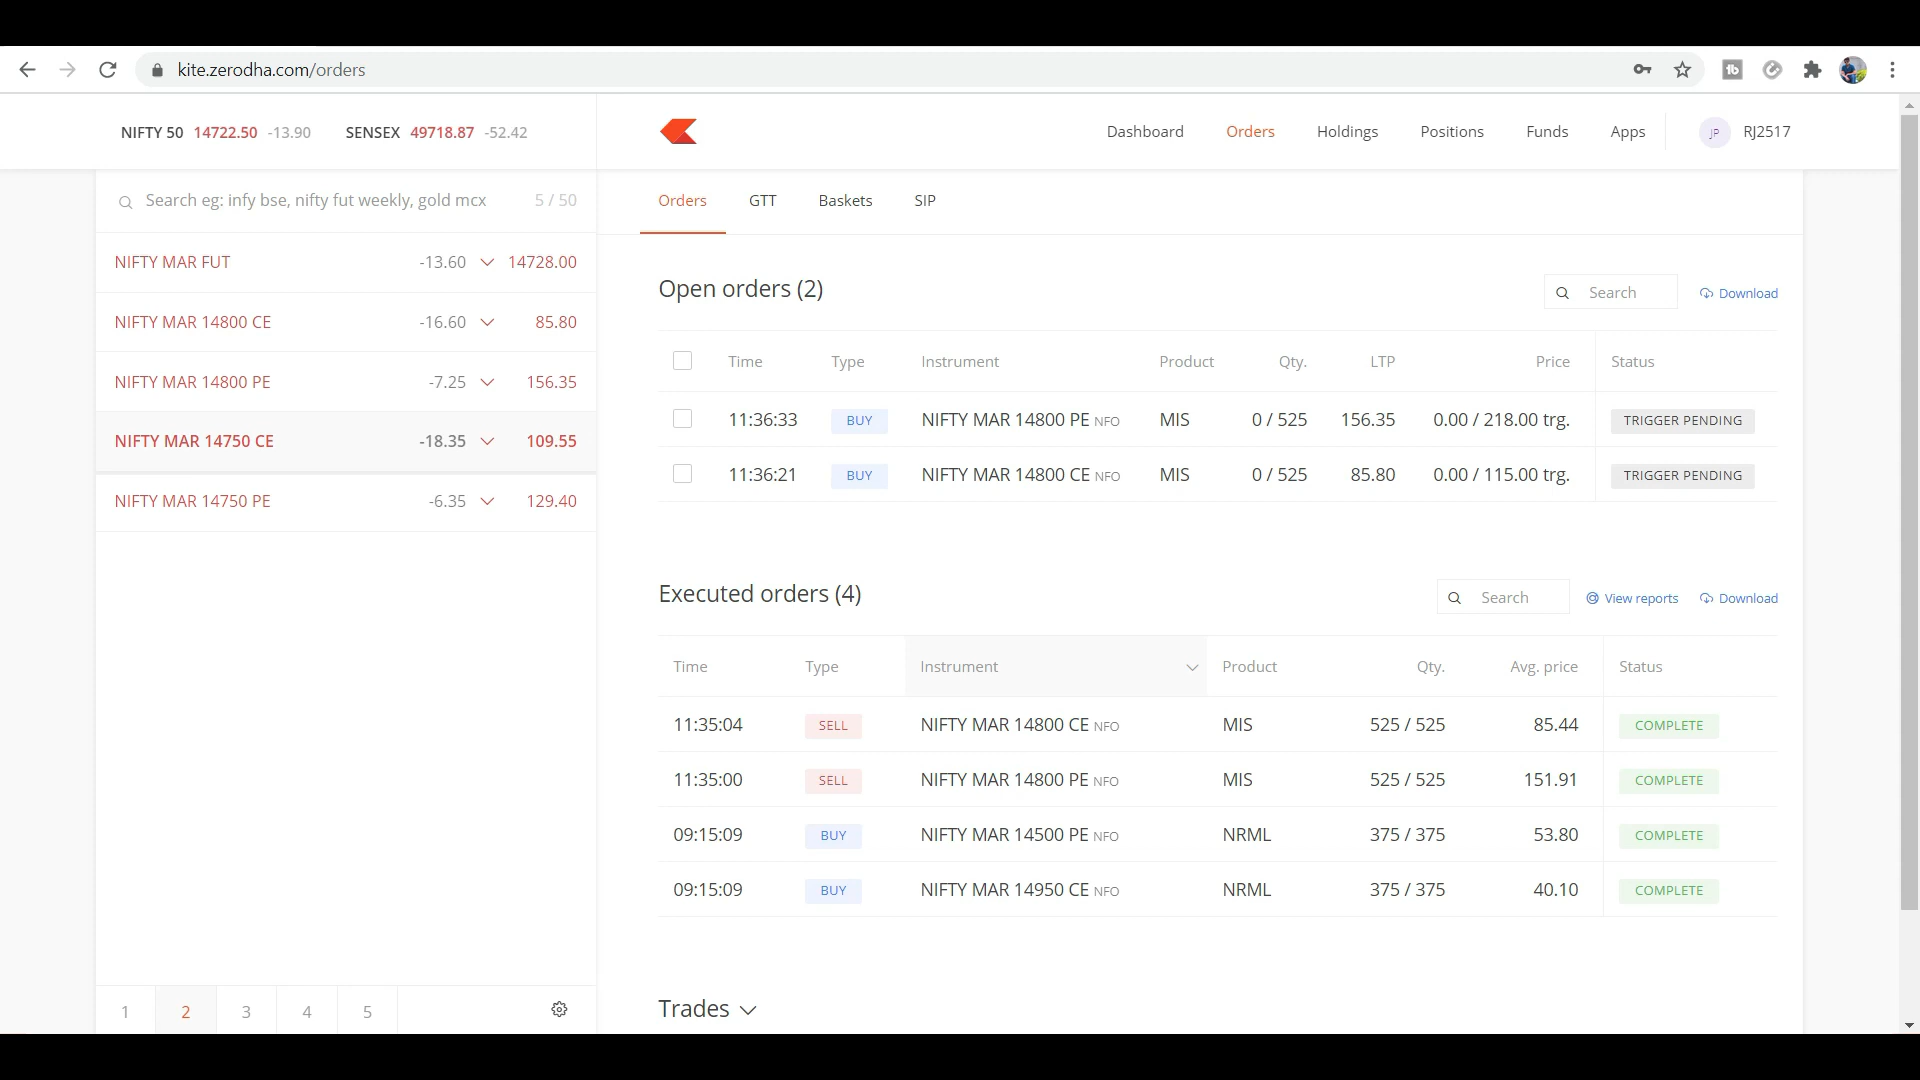 kite.zerodha.com/orders
NIFTY 50 14722.50 -13.90 SENSEX 49718.87 -52.42
Dashboard Orders Holdings Positions Funds Apps JP RJ2517
Search eg: infy bse, nifty fut weekly, gold mcx 5 / 50
NIFTY MAR FUT -13.60 14728.00
NIFTY MAR 14800 CE -16.60 85.80
NIFTY MAR 14800 PE -7.25 156.35
NIFTY MAR 14750 CE -18.35 109.55
NIFTY MAR 14750 PE -6.35 129.40
1 2 3 4 5
Orders GTT Baskets SIP
Open orders (2) Search Download
Time Type Instrument Product Qty. LTP Price Status
11:36:33 BUY NIFTY MAR 14800 PE NFO MIS 0 / 525 156.35 0.00 / 218.00 trg. TRIGGER PENDING
11:36:21 BUY NIFTY MAR 14800 CE NFO MIS 0 / 525 85.80 0.00 / 115.00 trg. TRIGGER PENDING
Executed orders (4) Search View reports Download
Time Type Instrument Product Qty. Avg. price Status
11:35:04 SELL NIFTY MAR 14800 CE NFO MIS 525 / 525 85.44 COMPLETE
11:35:00 SELL NIFTY MAR 14800 PE NFO MIS 525 / 525 151.91 COMPLETE
09:15:09 BUY NIFTY MAR 14500 PE NFO NRML 375 / 375 53.80 COMPLETE
09:15:09 BUY NIFTY MAR 14950 CE NFO NRML 375 / 375 40.10 COMPLETE
Trades